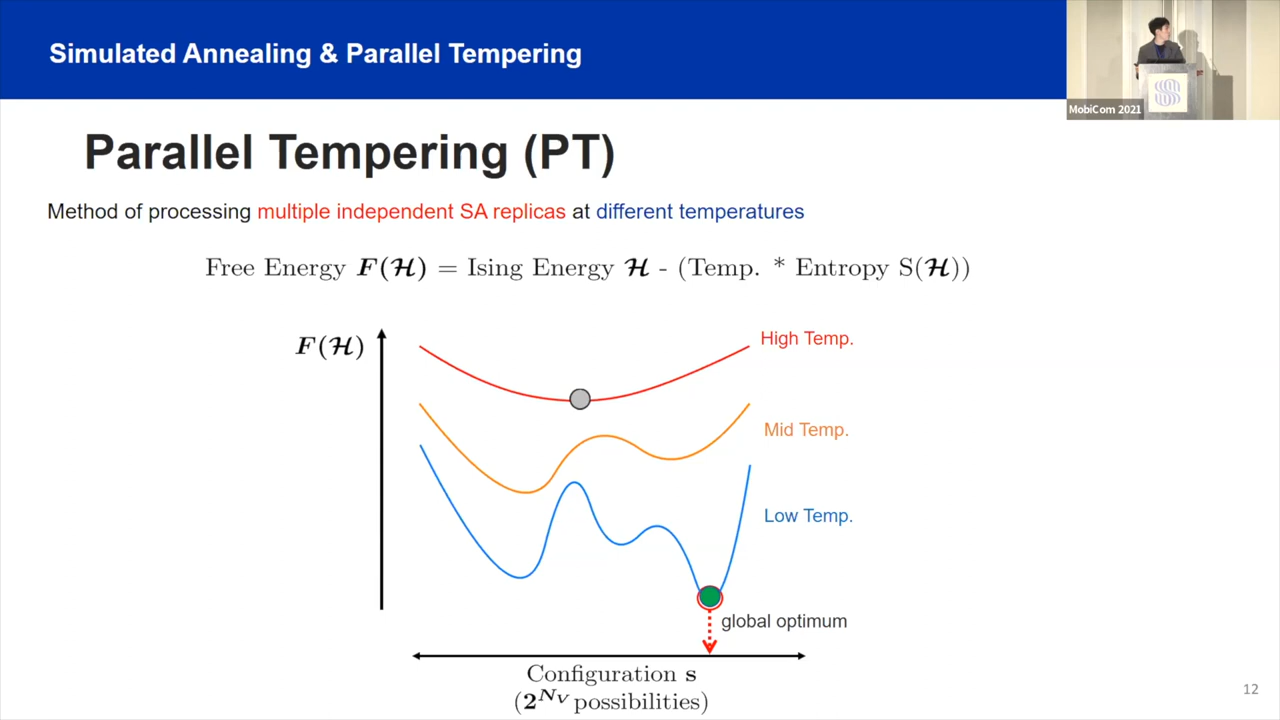 Simulated Annealing & Parallel Tempering
MobiCom 2021
Parallel Tempering (PT)
Method of processing multiple independent SA replicas at different temperatures
Free Energy F(ℋ) = Ising Energy ℋ - (Temp. * Entropy S(ℋ))
F(ℋ)
High Temp.
Mid Temp.
Low Temp.
global optimum
Configuration s
(2^{N_V} possibilities)
12